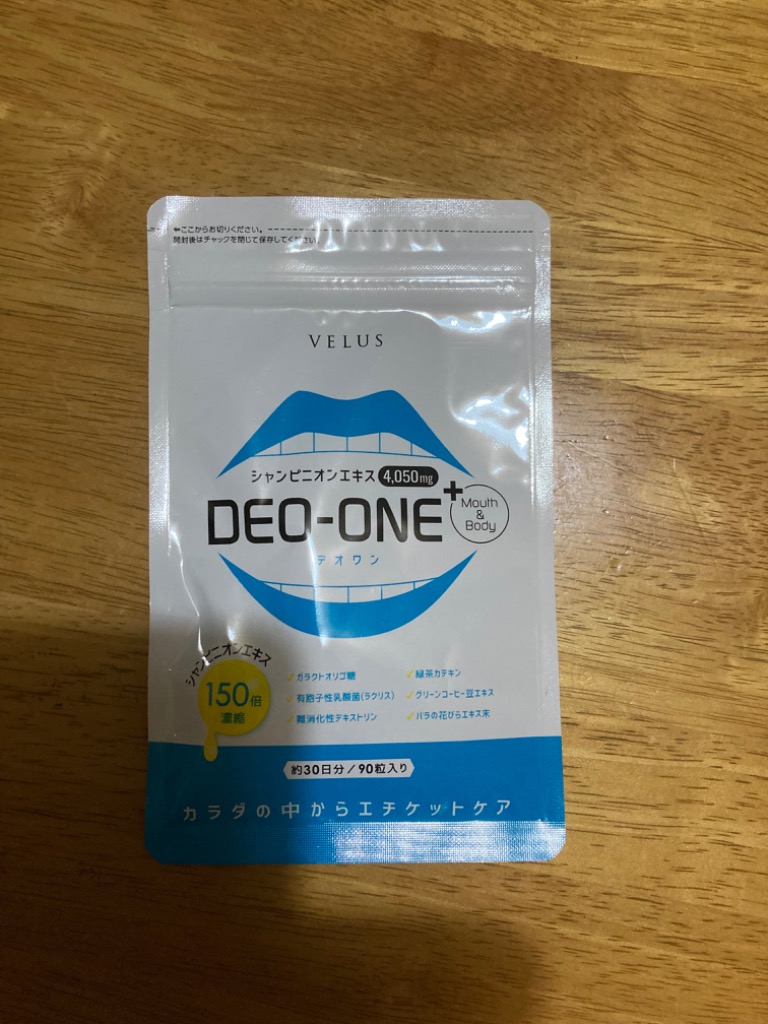 ⬅ここからお切りください。
開封後はチャックを閉じて保存してください。
VELUS
シャンピニオンエキス 4,050mg
DEO-ONE+
Mouth
&
Body
デオワン
シャンピニオンエキス
150倍
濃縮
✓ガラクトオリゴ糖
✓有胞子性乳酸菌(ラクリス)
✓難消化性デキストリン
✓緑茶カテキン
✓グリーンコーヒー豆エキス
✓バラの花びらエキス末
約30日分/90粒入り
カラダの中からエチケットケア